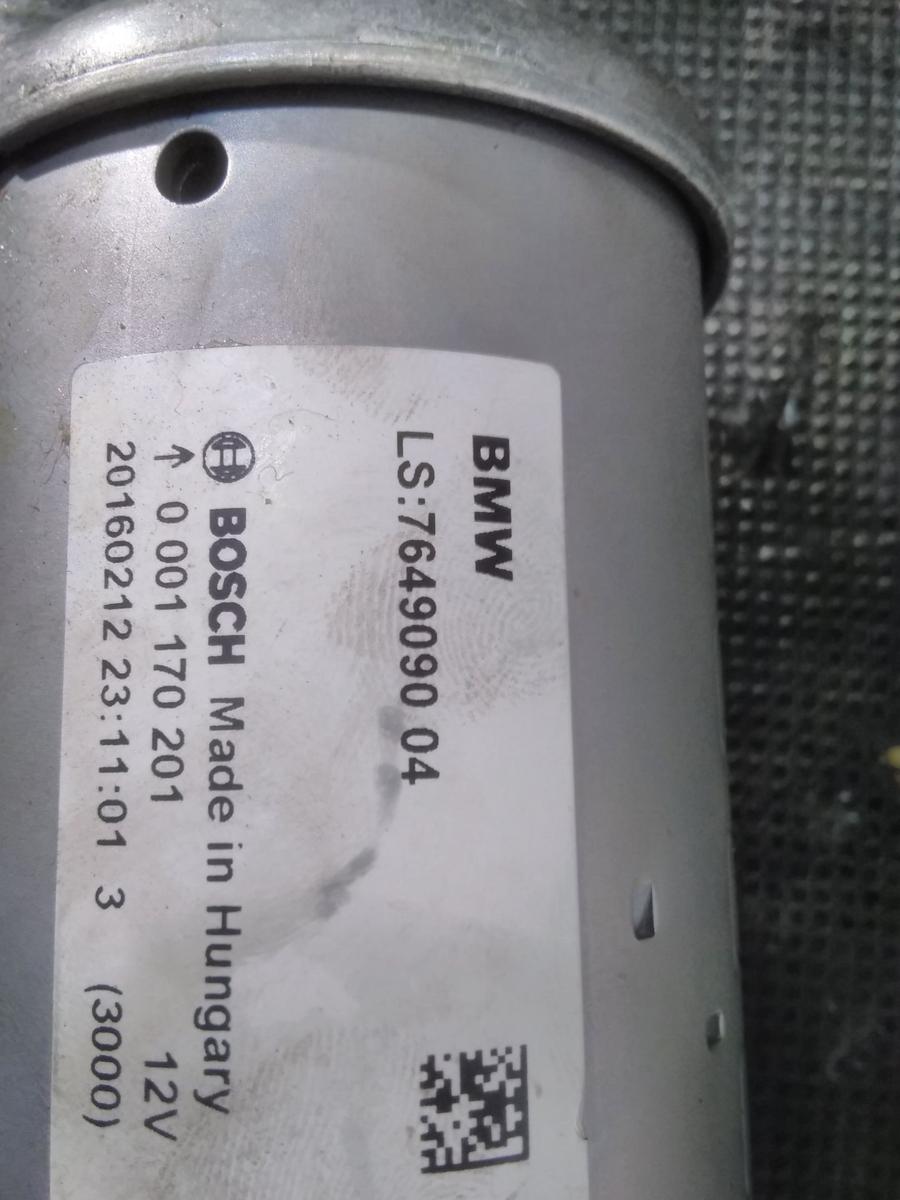 BMW
LS:7649090 04
BOSCH Made in Hungary
↑ 0 001 170 201 12V
20160212 23:11:01 3 (3000)